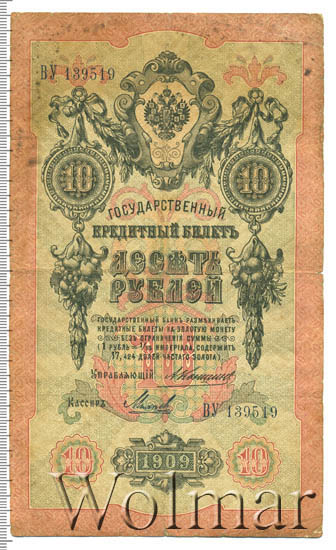 ВУ 139519
10
10
ГОСУДАРСТВЕННЫЙ
КРЕДИТНЫЙ БИЛЕТЪ
ДЕСЯТЬ
РУБЛЕЙ
ГОСУДАРСТВЕННЫЙ БАНКЪ РАЗМѢНИВАЕТЪ
КРЕДИТНЫЕ БИЛЕТЫ НА ЗОЛОТУЮ МОНЕТУ
БЕЗЪ ОГРАНИЧЕНІЯ СУММЫ
(1 РУБЛЬ = 1/15 ИМПЕРІАЛА, СОДЕРЖИТЪ
17,424 ДОЛЕЙ ЧИСТАГО ЗОЛОТА)
УПРАВЛЯЮЩІЙ
КАССИРЪ
ВУ 139519
10
1909
10
Wolmar